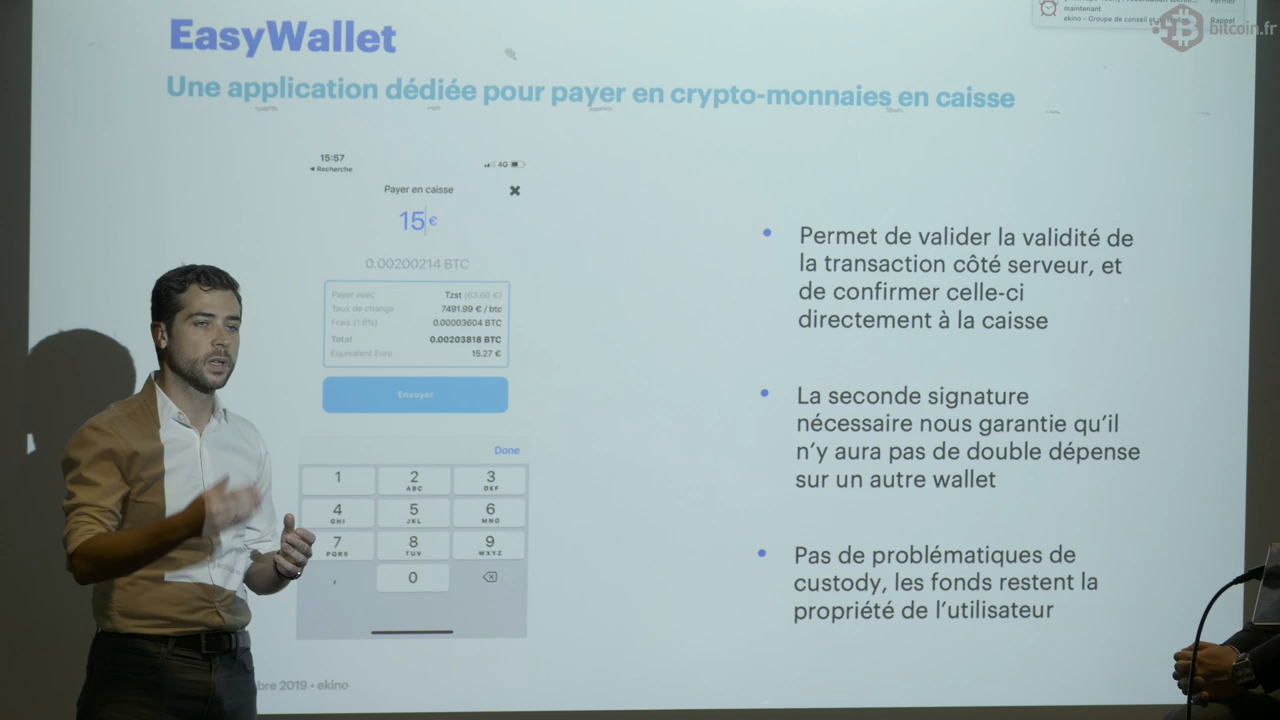 EasyWallet
Une application dédiée pour payer en crypto-monnaies en caisse
maintenant
ekino - Groupe de conseil et
Fermer
Rappel
bitcoin.fr
15:57
◀ Recherche
4G
Payer en caisse
15 €
0.00200214 BTC
Payer avec Tzst (63.60 €)
Taux de change 7491.99 € / btc
Frais (1.8%) 0.00003604 BTC
Total 0.00203818 BTC
Equivalent Euro 15.27 €
Envoyer
Done
1 2 ABC 3 DEF
4 GHI 5 JKL 6 MNO
7 PQRS 8 TUV 9 WXYZ
, 0
Permet de valider la validité de
la transaction côté serveur, et
de confirmer celle-ci
directement à la caisse
La seconde signature
nécessaire nous garantie qu'il
n'y aura pas de double dépense
sur un autre wallet
Pas de problématiques de
custody, les fonds restent la
propriété de l'utilisateur
bre 2019 • ekino